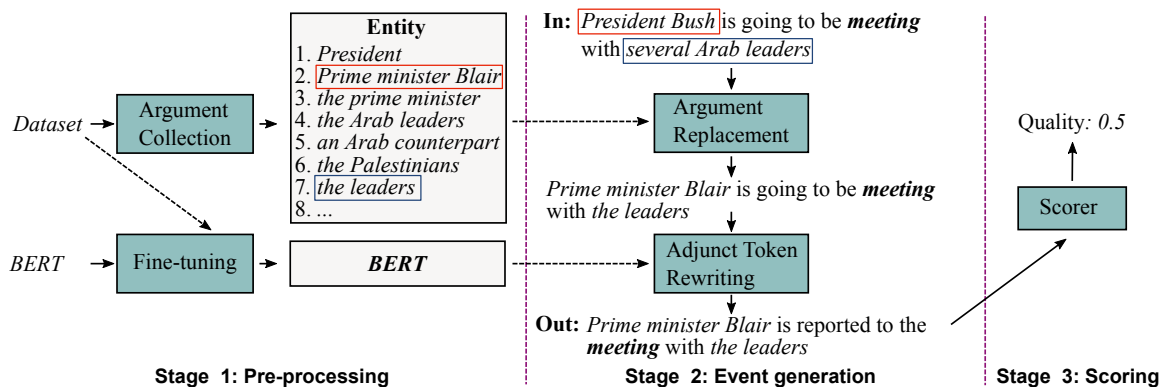 Dataset
Argument
Collection
BERT
Fine-tuning
Entity
1. President
2. Prime minister Blair
3. the prime minister
4. the Arab leaders
5. an Arab counterpart
6. the Palestinians
7. the leaders
8. ...
BERT
Stage 1: Pre-processing
In: President Bush is going to be meeting
with several Arab leaders
Argument
Replacement
Prime minister Blair is going to be meeting
with the leaders
Adjunct Token
Rewriting
Out: Prime minister Blair is reported to the
meeting with the leaders
Stage 2: Event generation
Quality: 0.5
Scorer
Stage 3: Scoring